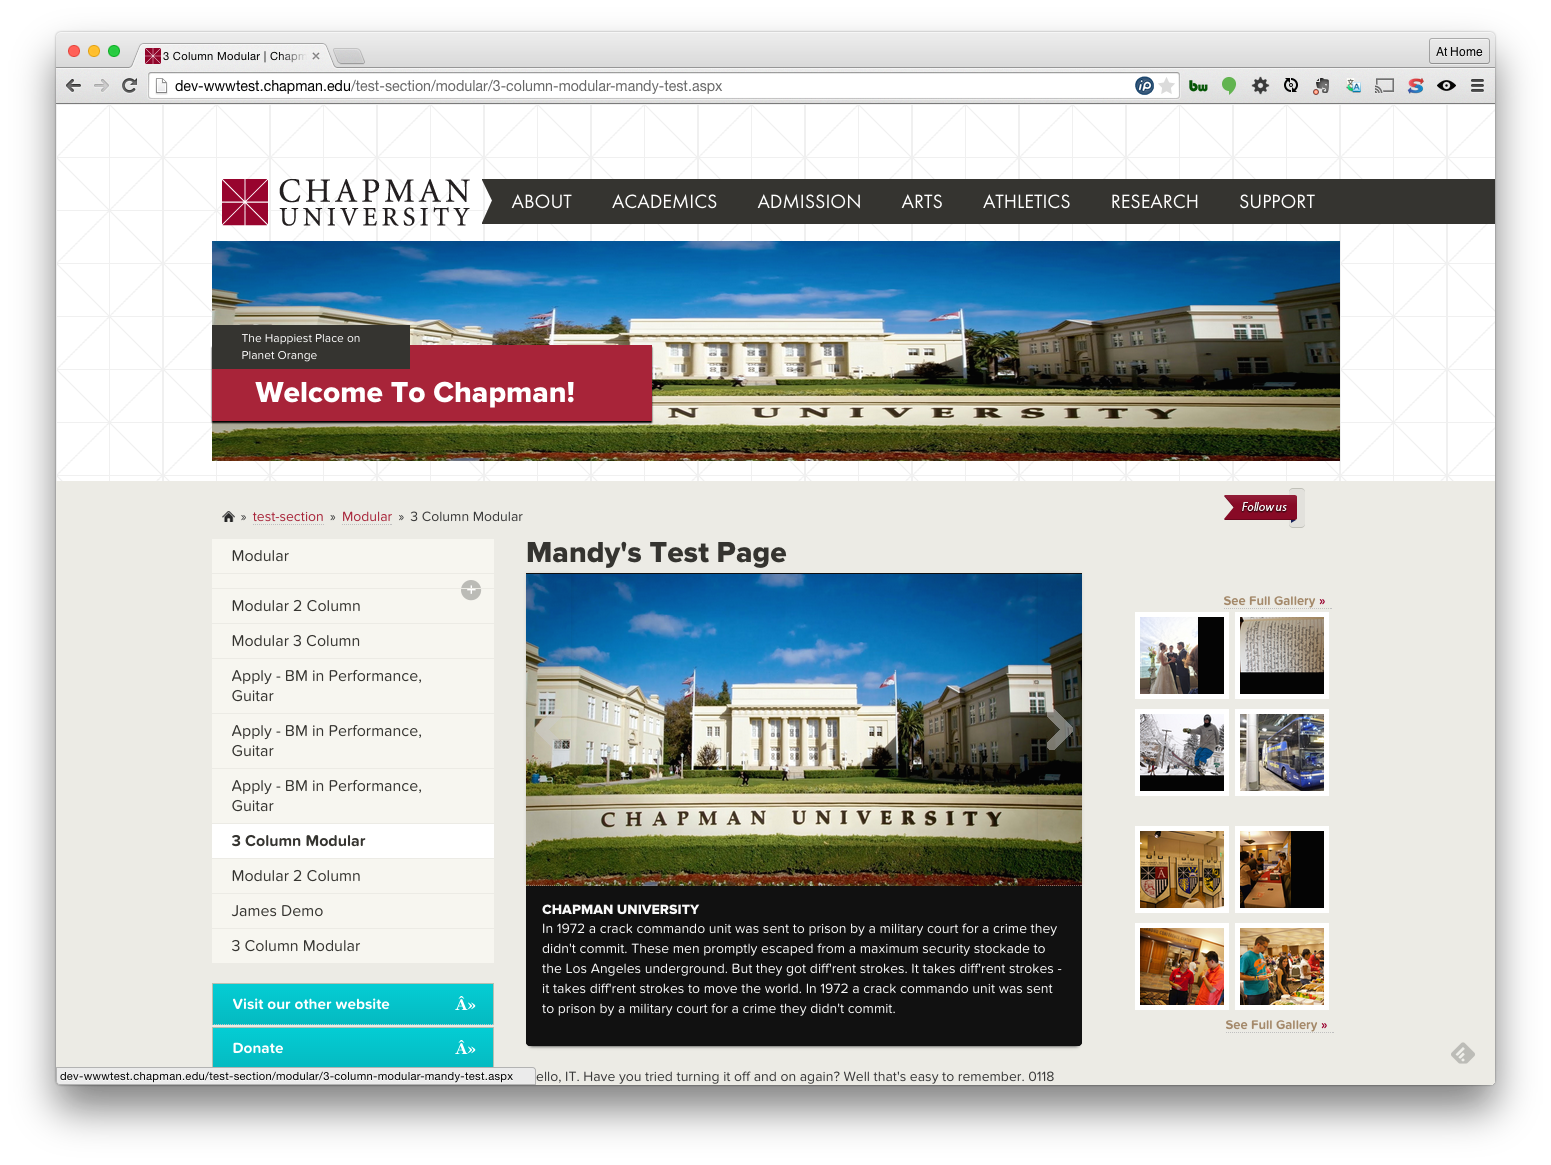 3 Column Modular | Chapm
At Home
dev-wwwtest.chapman.edu/test-section/modular/3-column-modular-mandy-test.aspx
ip
bw
CHAPMAN
UNIVERSITY
ABOUT ACADEMICS ADMISSION ARTS ATHLETICS RESEARCH SUPPORT
The Happiest Place on
Planet Orange
Welcome To Chapman!
N UNIVERSITY
» test-section » Modular » 3 Column Modular
Follow us
Modular
Modular 2 Column
Modular 3 Column
Apply - BM in Performance,
Guitar
Apply - BM in Performance,
Guitar
Apply - BM in Performance,
Guitar
3 Column Modular
Modular 2 Column
James Demo
3 Column Modular
Visit our other website Â»
Donate Â»
dev-wwwtest.chapman.edu/test-section/modular/3-column-modular-mandy-test.aspx
Mandy's Test Page
CHAPMAN UNIVERSITY
CHAPMAN UNIVERSITY
In 1972 a crack commando unit was sent to prison by a military court for a crime they
didn't commit. These men promptly escaped from a maximum security stockade to
the Los Angeles underground. But they got diff'rent strokes. It takes diff'rent strokes -
it takes diff'rent strokes to move the world. In 1972 a crack commando unit was sent
to prison by a military court for a crime they didn't commit.
ello, IT. Have you tried turning it off and on again? Well that's easy to remember. 0118
See Full Gallery »
See Full Gallery »